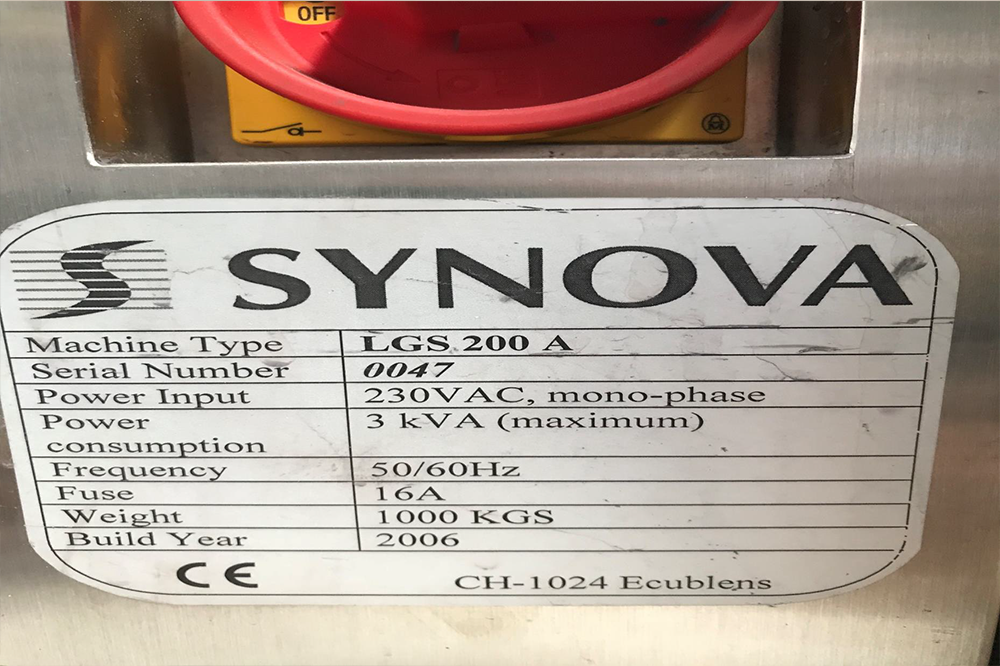 OFF
SYNOVA
Machine Type LGS 200 A
Serial Number 0047
Power Input 230VAC, mono-phase
Power 3 kVA (maximum)
consumption
Frequency 50/60Hz
Fuse 16A
Weight 1000 KGS
Build Year 2006
CE CH-1024 Ecublens